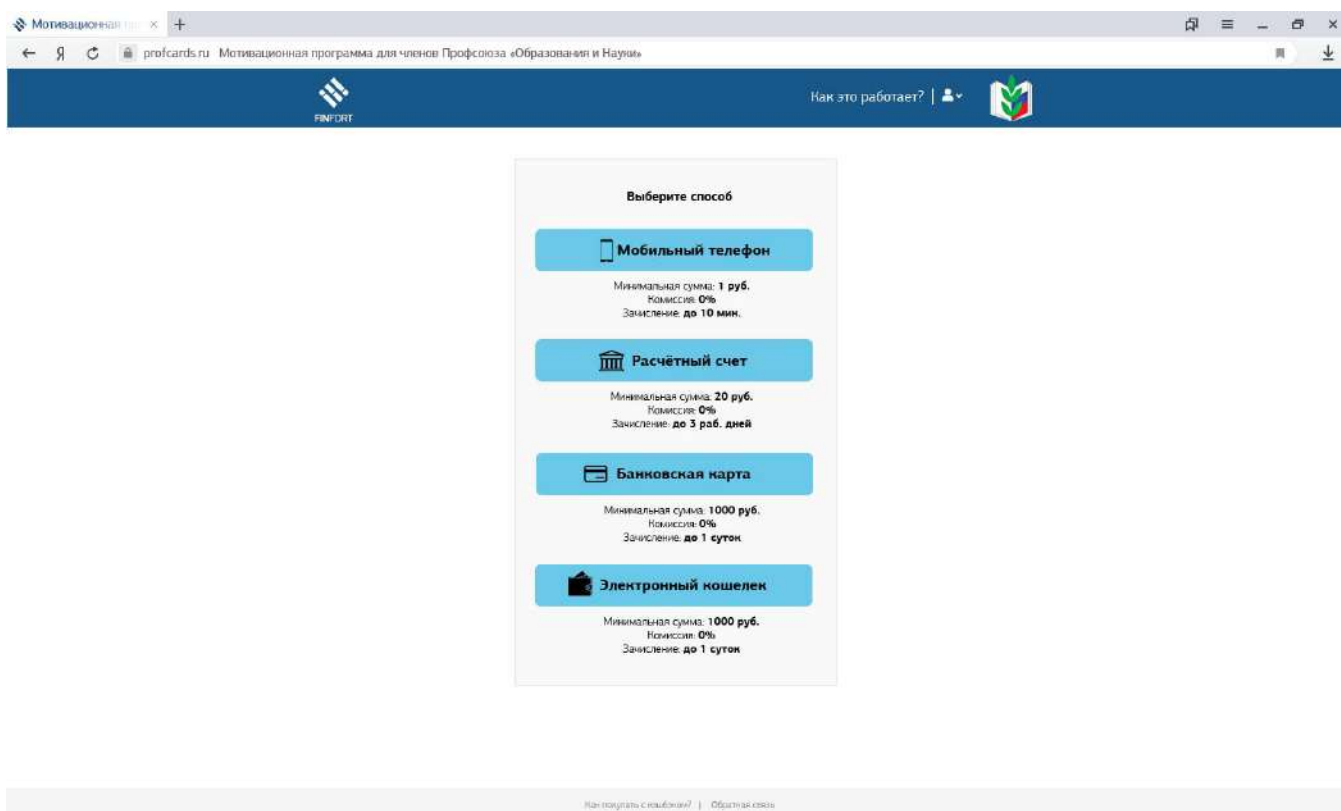 Мотивационная
profcards.ru Мотивационная программа для членов Профсоюза «Образования и Науки»
FINFORT
Как это работает? |
Выберите способ
Мобильный телефон
Минимальная сумма: 1 руб.
Комиссия: 0%
Зачисление: до 10 мин.
Расчётный счет
Минимальная сумма: 20 руб.
Комиссия: 0%
Зачисление: до 3 раб. дней
Банковская карта
Минимальная сумма: 1000 руб.
Комиссия: 0%
Зачисление: до 1 суток
Электронный кошелек
Минимальная сумма: 1000 руб.
Комиссия: 0%
Зачисление: до 1 суток
Как покупать с кэшбэком? | Обратная связь